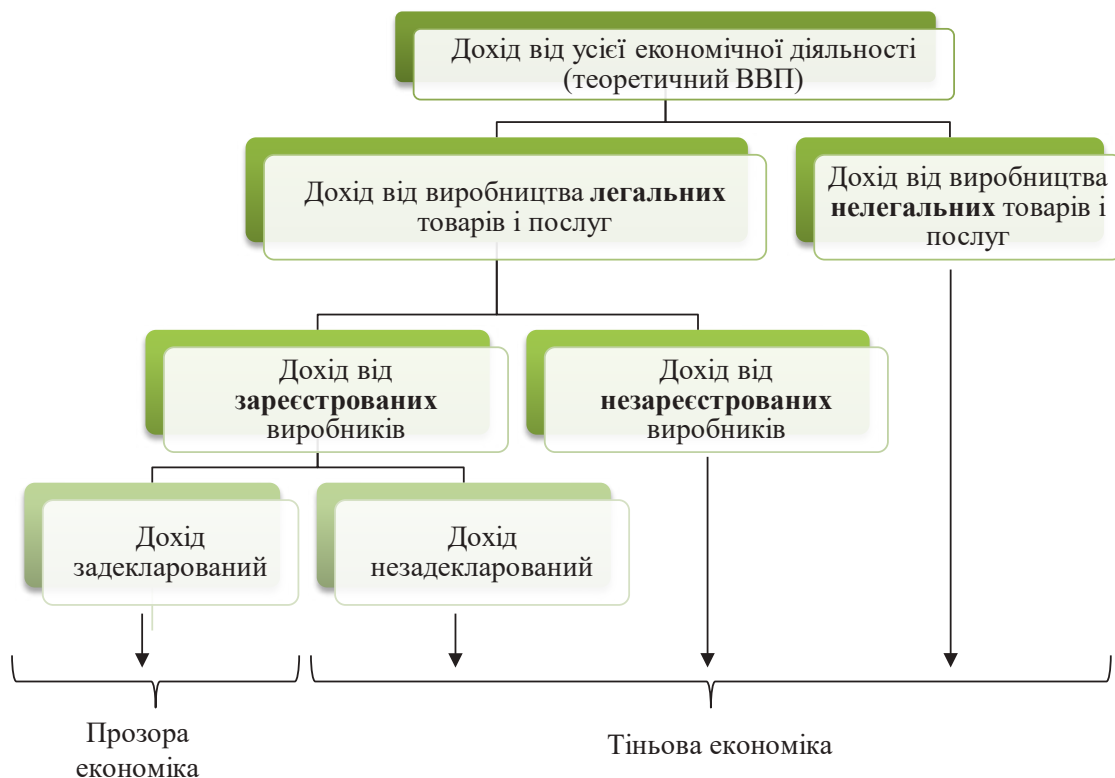 Дохід від усієї економічної діяльності
(теоретичний ВВП)
Дохід від виробництва легальних
товарів і послуг
Дохід від виробництва
нелегальних товарів і
послуг
Дохід від
зареєстрованих
виробників
Дохід від
незареєстрованих
виробників
Дохід
задекларований
Дохід
незадекларований
Прозора
економіка
Тіньова економіка